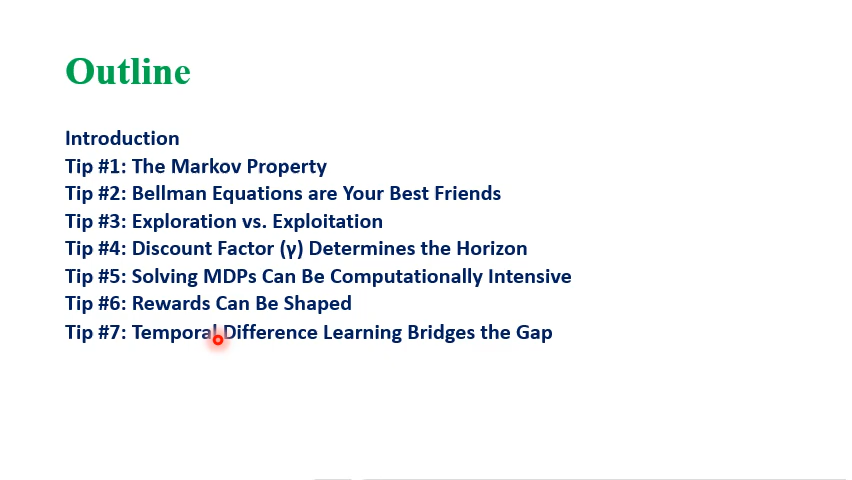 Outline
Introduction
Tip #1: The Markov Property
Tip #2: Bellman Equations are Your Best Friends
Tip #3: Exploration vs. Exploitation
Tip #4: Discount Factor (γ) Determines the Horizon
Tip #5: Solving MDPs Can Be Computationally Intensive
Tip #6: Rewards Can Be Shaped
Tip #7: Temporal Difference Learning Bridges the Gap